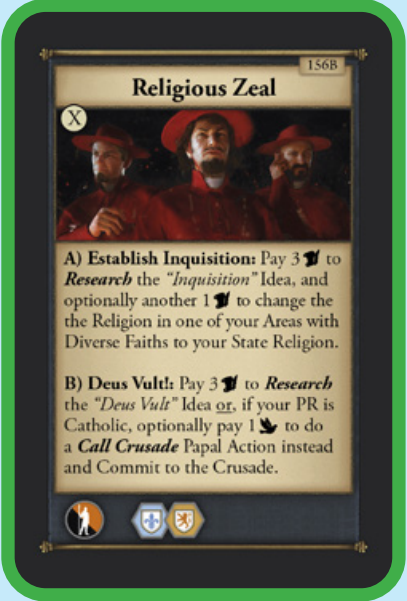 156B
Religious Zeal
X
A) Establish Inquisition: Pay 3 to
Research the "Inquisition" Idea, and
optionally another 1 to change the
the Religion in one of your Areas with
Diverse Faiths to your State Religion.
B) Deus Vult!: Pay 3 to Research
the "Deus Vult" Idea or, if your PR is
Catholic, optionally pay 1 to do
a Call Crusade Papal Action instead
and Commit to the Crusade.